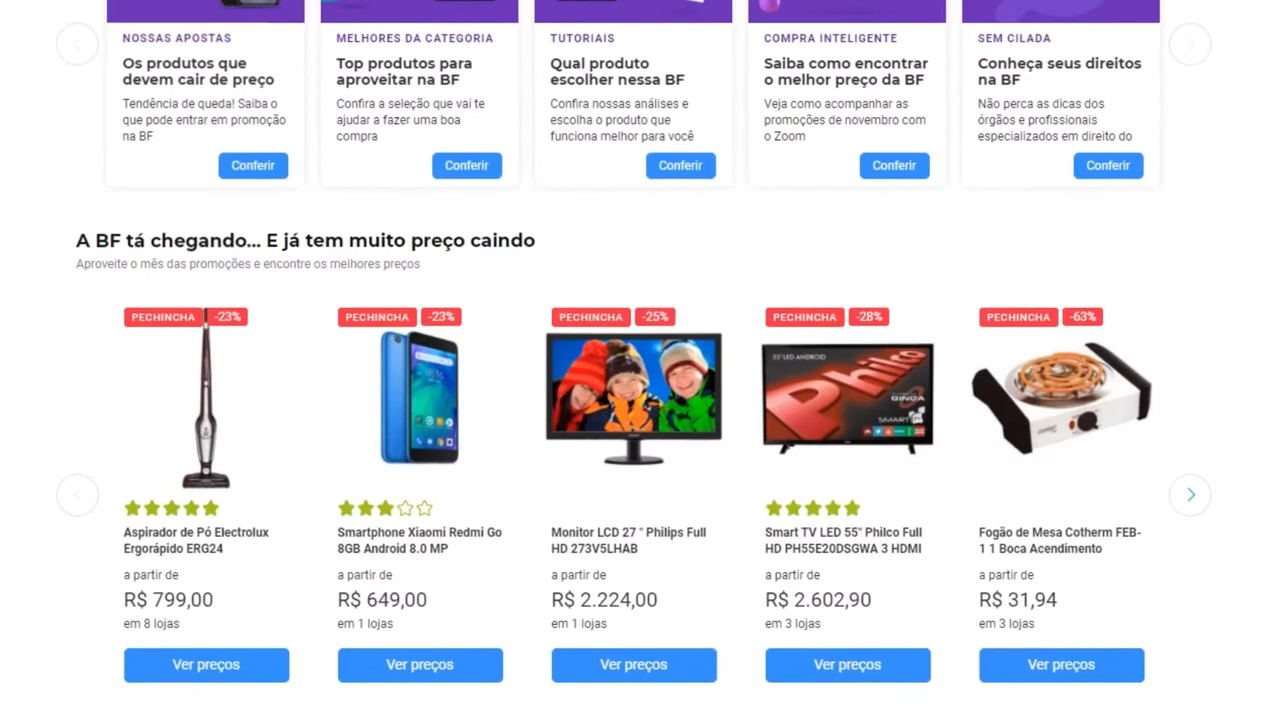 NOSSAS APOSTAS
Os produtos que
devem cair de preço
Tendência de queda! Saiba o
que pode entrar em promoção
na BF
Conferir
MELHORES DA CATEGORIA
Top produtos para
aproveitar na BF
Confira a seleção que vai te
ajudar a fazer uma boa
compra
Conferir
TUTORIAIS
Qual produto
escolher nessa BF
Confira nossas análises e
escolha o produto que
funciona melhor para você
Conferir
COMPRA INTELIGENTE
Saiba como encontrar
o melhor preço da BF
Veja como acompanhar as
promoções de novembro com
o Zoom
Conferir
SEM CILADA
Conheça seus direitos
na BF
Não perca as dicas dos
órgãos e profissionais
especializados em direito do
Conferir
A BF tá chegando... E já tem muito preço caindo
Aproveite o mês das promoções e encontre os melhores preços
PECHINCHA -23%
Aspirador de Pó Electrolux
Ergorápido ERG24
a partir de
R$ 799,00
em 8 lojas
Ver preços
PECHINCHA -23%
Smartphone Xiaomi Redmi Go
8GB Android 8.0 MP
a partir de
R$ 649,00
em 1 lojas
Ver preços
PECHINCHA -25%
Monitor LCD 27 " Philips Full
HD 273V5LHAB
a partir de
R$ 2.224,00
em 1 lojas
Ver preços
PECHINCHA -28%
55"LED ANDROID
Philco
GINGA
SMART
Smart TV LED 55" Philco Full
HD PH55E20DSGWA 3 HDMI
a partir de
R$ 2.602,90
em 3 lojas
Ver preços
PECHINCHA -63%
Fogão de Mesa Cotherm FEB-
1 1 Boca Acendimento
a partir de
R$ 31,94
em 3 lojas
Ver preços